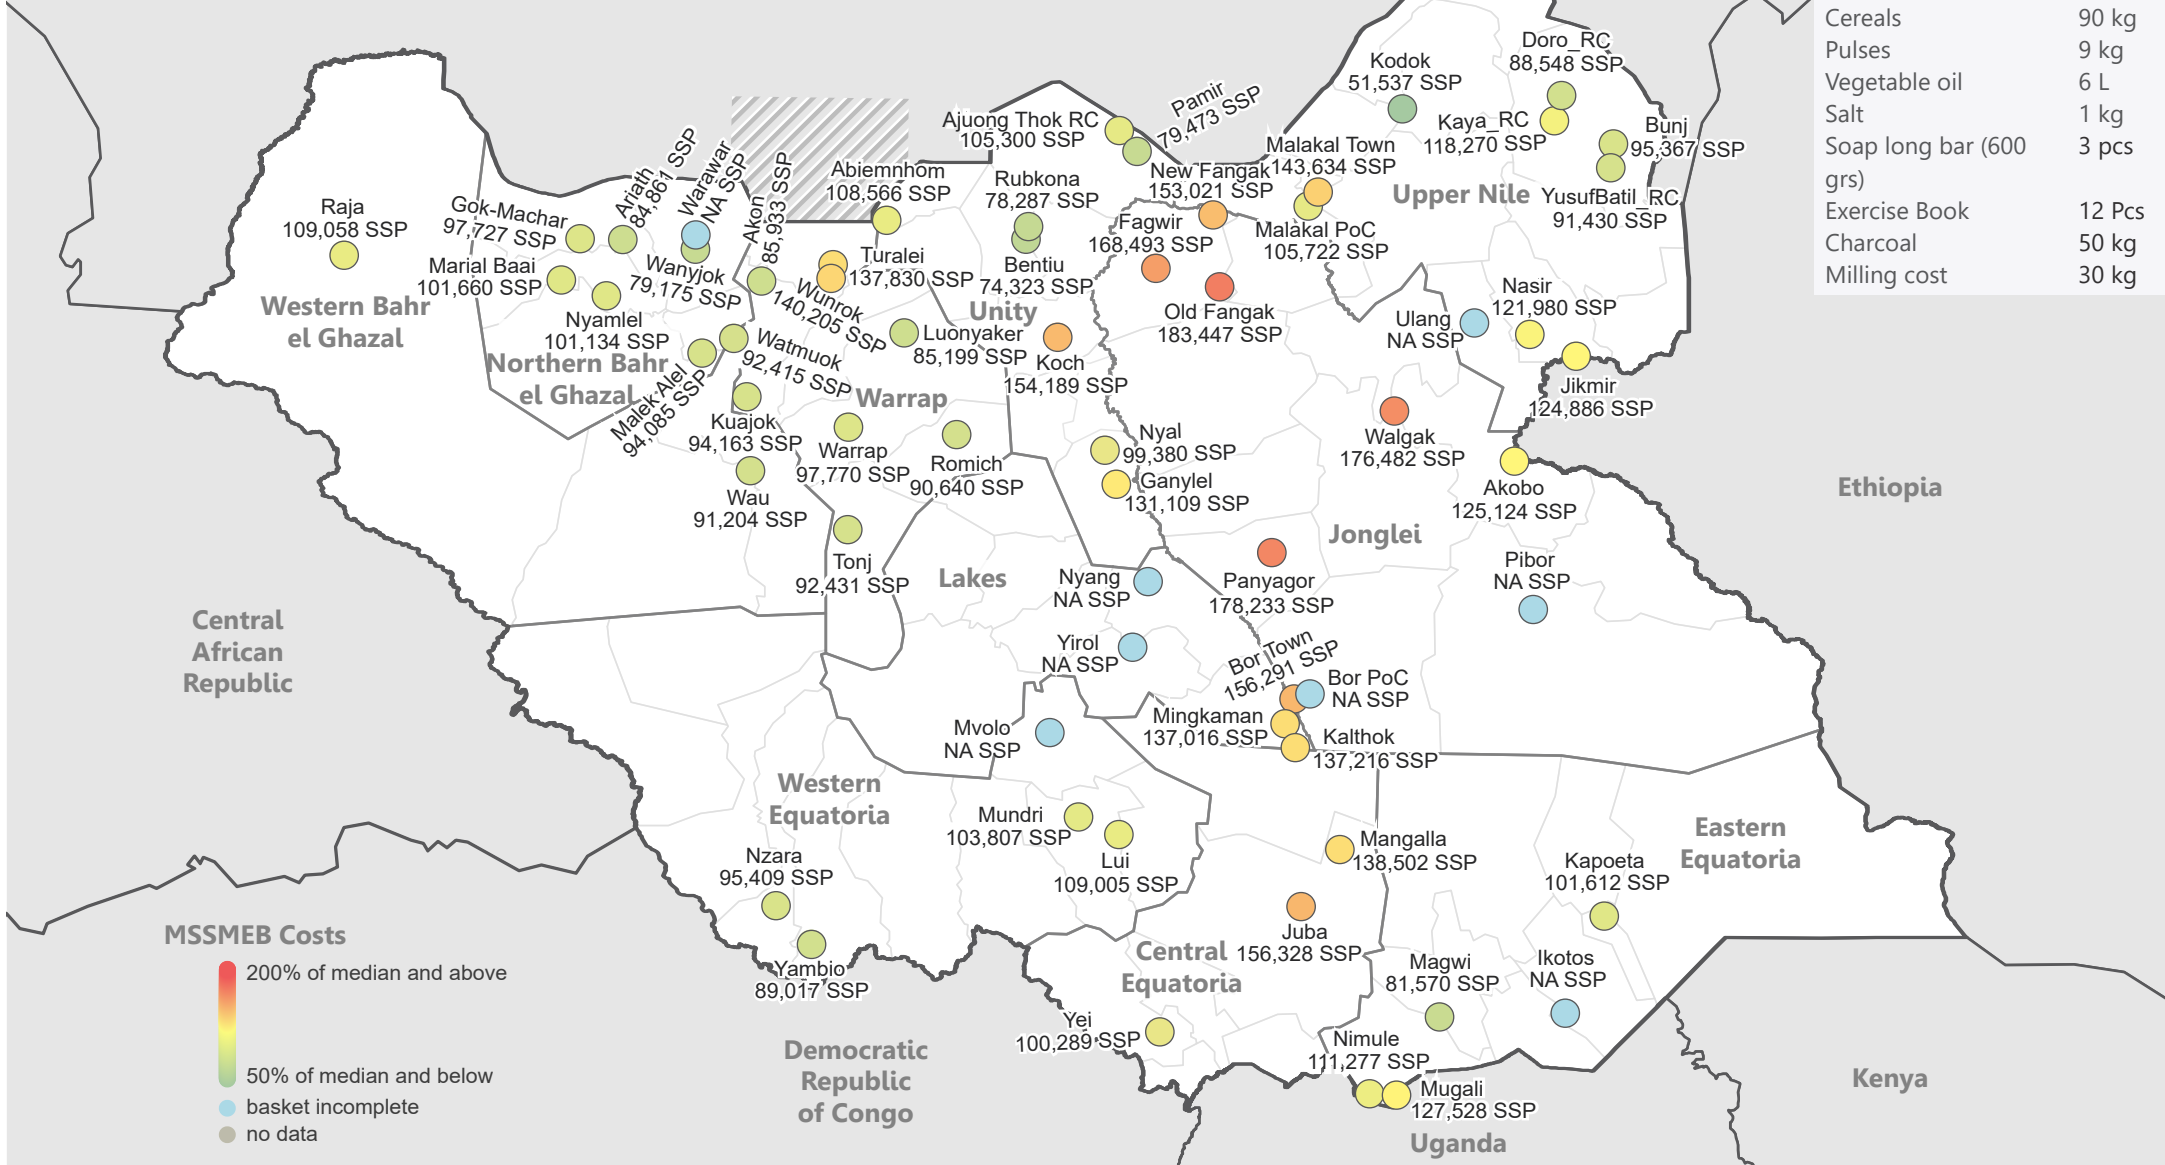 Cereals 90 kg
Pulses 9 kg
Vegetable oil 6 L
Salt 1 kg
Soap long bar (600 3 pcs
grs)
Exercise Book 12 Pcs
Charcoal 50 kg
Milling cost 30 kg
Doro_RC
88,548 SSP
Kodok
51,537 SSP
Kaya_RC
118,270 SSP
Bunj
95,367 SSP
YusufBatil_RC
91,430 SSP
Upper Nile
Pamir
79,473 SSP
Ajuong Thok RC
105,300 SSP
Malakal Town
143,634 SSP
New Fangak
153,021 SSP
Malakal PoC
105,722 SSP
Fagwir
168,493 SSP
Old Fangak
183,447 SSP
Abiemnhom
108,566 SSP
Rubkona
78,287 SSP
Bentiu
74,323 SSP
Unity
Koch
154,189 SSP
Raja
109,058 SSP
Western Bahr
el Ghazal
Gok-Machar
97,727 SSP
Ariath
84,861 SSP
Warawar
NA SSP
Akon
85,933 SSP
Marial Baai
101,660 SSP
Wanyjok
79,175 SSP
Nyamlel
101,134 SSP
Northern Bahr
el Ghazal
Turalei
137,830 SSP
Wunrok
140,205 SSP
Luonyaker
85,199 SSP
Watmuok
92,415 SSP
Malek Alel
94,085 SSP
Warrap
Kuajok
94,163 SSP
Warrap
97,770 SSP
Romich
90,640 SSP
Wau
91,204 SSP
Tonj
92,431 SSP
Nasir
121,980 SSP
Ulang
NA SSP
Jikmir
124,886 SSP
Walgak
176,482 SSP
Nyal
99,380 SSP
Ganylel
131,109 SSP
Akobo
125,124 SSP
Ethiopia
Jonglei
Pibor
NA SSP
Panyagor
178,233 SSP
Lakes
Nyang
NA SSP
Yirol
NA SSP
Central
African
Republic
Bor Town
156,291 SSP
Bor PoC
NA SSP
Mingkaman
137,016 SSP
Kalthok
137,216 SSP
Mvolo
NA SSP
Western
Equatoria
Mundri
103,807 SSP
Lui
109,005 SSP
Mangalla
138,502 SSP
Eastern
Equatoria
Kapoeta
101,612 SSP
Nzara
95,409 SSP
Yambio
89,017 SSP
Juba
156,328 SSP
Central
Equatoria
Magwi
81,570 SSP
Ikotos
NA SSP
Yei
100,289 SSP
Nimule
111,277 SSP
Mugali
127,528 SSP
Democratic
Republic
of Congo
Kenya
Uganda
MSSMEB Costs
200% of median and above
50% of median and below
basket incomplete
no data